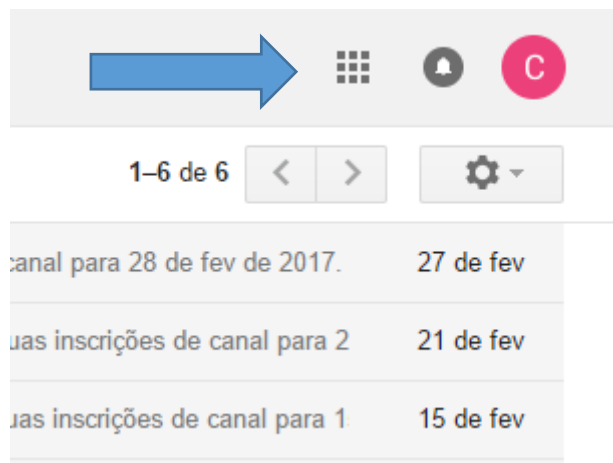 C
1–6 de 6
canal para 28 de fev de 2017. 27 de fev
uas inscrições de canal para 2 21 de fev
uas inscrições de canal para 1 15 de fev